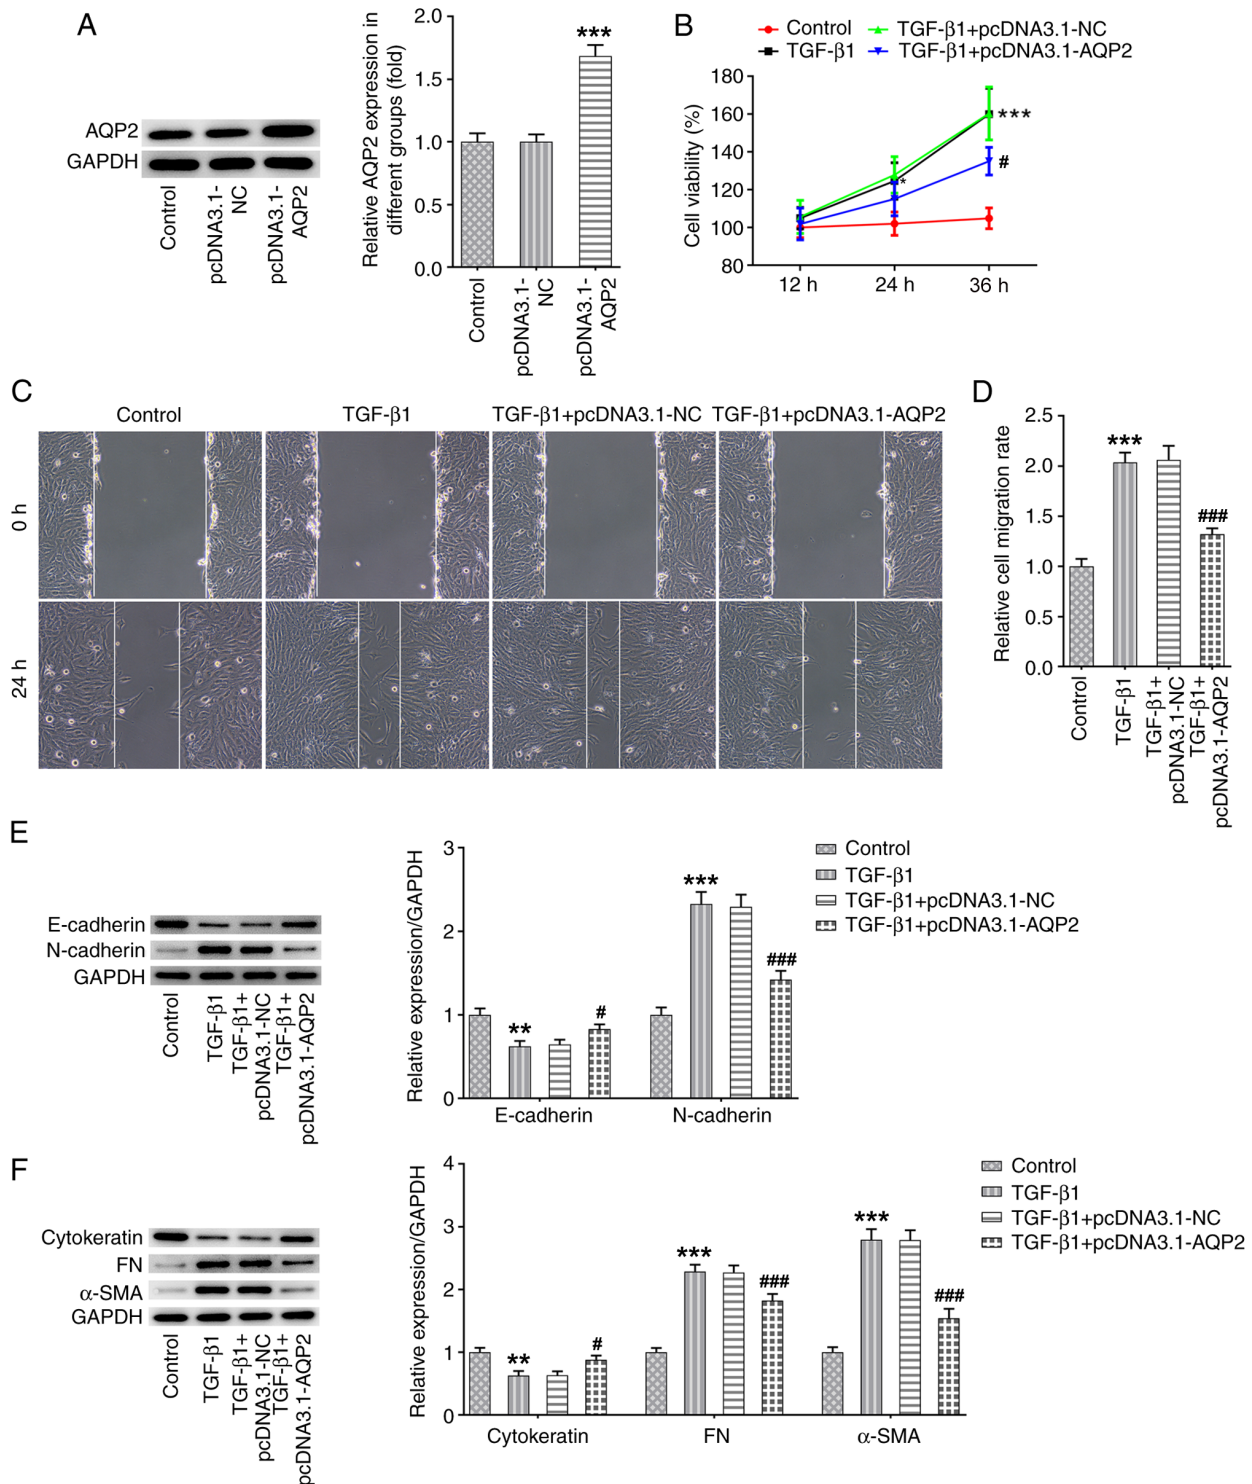 A
AQP2
GAPDH
Control
pcDNA3.1-
NC
pcDNA3.1-
AQP2
Relative AQP2 expression in
different groups (fold)
2.0
1.5
1.0
0.5
0.0
***
Control
pcDNA3.1-
NC
pcDNA3.1-
AQP2
B
Control
TGF-β1
TGF-β1+pcDNA3.1-NC
TGF-β1+pcDNA3.1-AQP2
Cell viability (%)
180
160
140
120
100
80
*
***
#
12 h
24 h
36 h
C
Control
TGF-β1
TGF-β1+pcDNA3.1-NC
TGF-β1+pcDNA3.1-AQP2
0 h
24 h
D
Relative cell migration rate
2.5
2.0
1.5
1.0
0.5
0.0
***
###
Control
TGF-β1
TGF-β1+
pcDNA3.1-NC
TGF-β1+
pcDNA3.1-AQP2
E
E-cadherin
N-cadherin
GAPDH
Control
TGF-β1
TGF-β1+
pcDNA3.1-NC
TGF-β1+
pcDNA3.1-AQP2
Relative expression/GAPDH
3
2
1
0
**
#
***
###
E-cadherin
N-cadherin
Control
TGF-β1
TGF-β1+pcDNA3.1-NC
TGF-β1+pcDNA3.1-AQP2
F
Cytokeratin
FN
α-SMA
GAPDH
Control
TGF-β1
TGF-β1+
pcDNA3.1-NC
TGF-β1+
pcDNA3.1-AQP2
Relative expression/GAPDH
4
3
2
1
0
**
#
***
###
***
###
Cytokeratin
FN
α-SMA
Control
TGF-β1
TGF-β1+pcDNA3.1-NC
TGF-β1+pcDNA3.1-AQP2